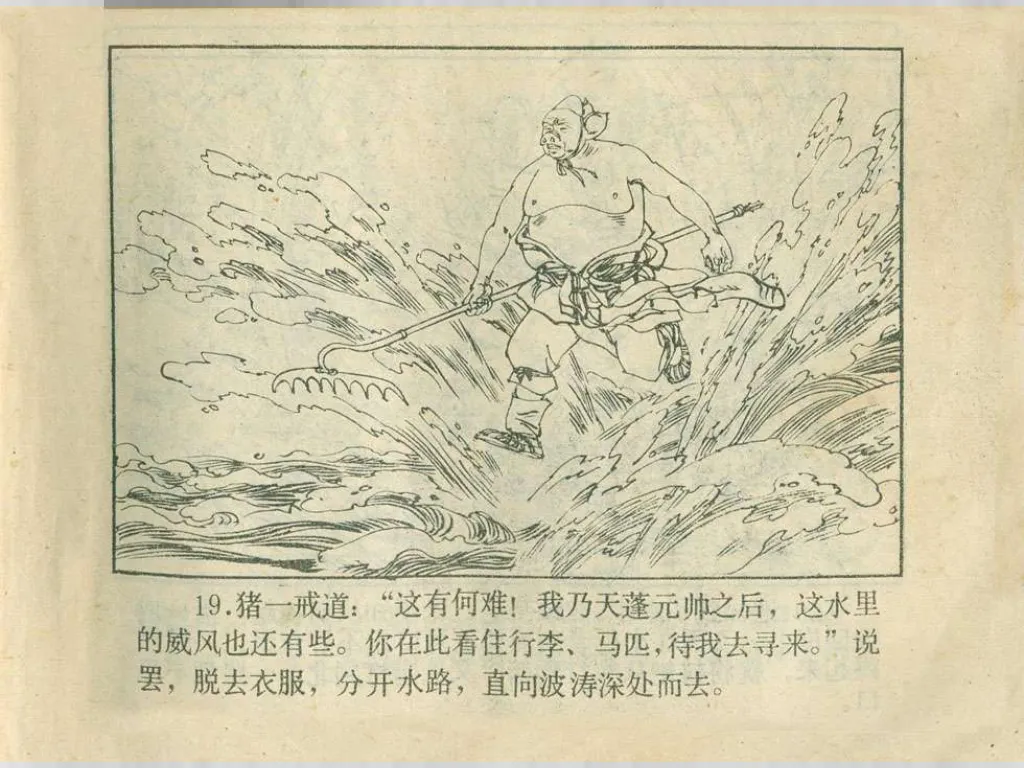 19.猪一戒道：“这有何难！我乃天蓬元帅之后，这水里
的威风也还有些。你在此看住行李、马匹，待我去寻来。”说
罢，脱去衣服，分开水路，直向波涛深处而去。